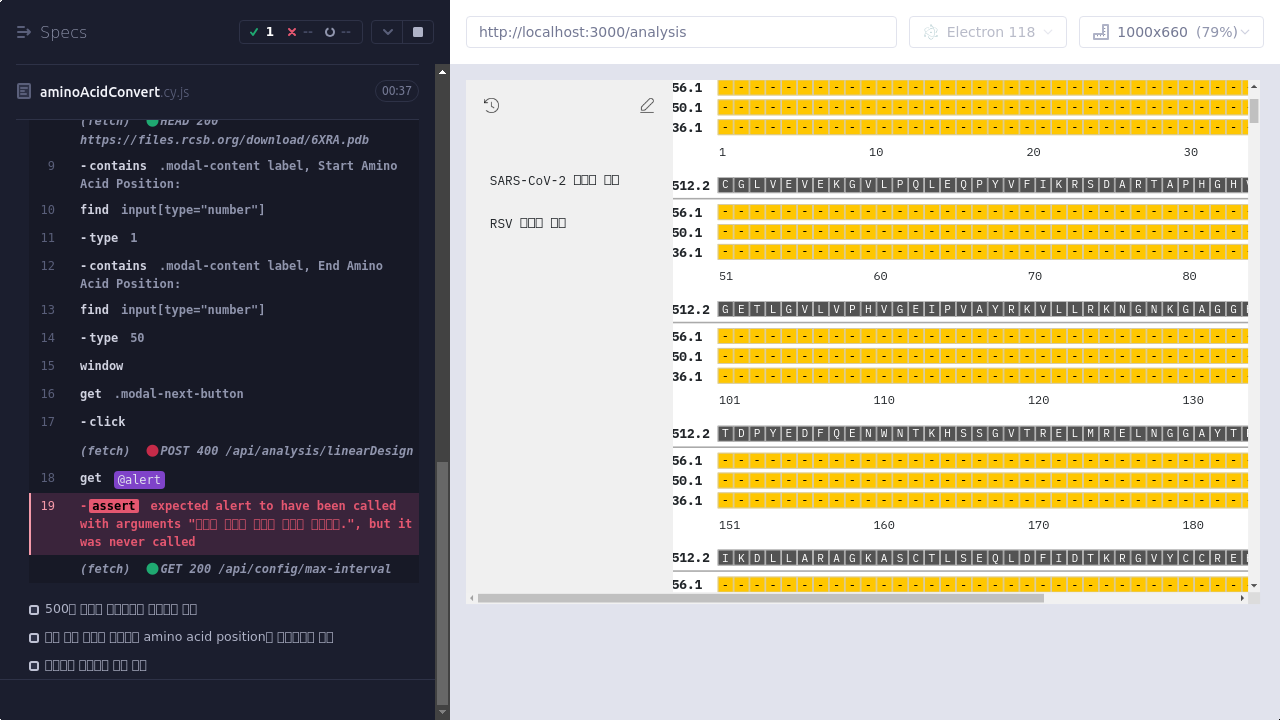 Specs
1
--
--
aminoAcidConvert.cy.js
00:37
(fetch) HEAD 200
https://files.rcsb.org/download/6XRA.pdb
9 -contains .modal-content label, Start Amino
Acid Position:
10 find input[type="number"]
11 -type 1
12 -contains .modal-content label, End Amino
Acid Position:
13 find input[type="number"]
14 -type 50
15 window
16 get .modal-next-button
17 -click
(fetch) POST 400 /api/analysis/linearDesign
18 get @alert
19 -assert expected alert to have been called
with arguments ".", but it
was never called
(fetch) GET 200 /api/config/max-interval
500
amino acid position
http://localhost:3000/analysis
Electron 118
1000x660 (79%)
SARS-CoV-2
RSV
56.1 - - - - - - - - - - - - - - - - - - - - - - - - - - - - - - - - - -
50.1 - - - - - - - - - - - - - - - - - - - - - - - - - - - - - - - - - -
36.1 - - - - - - - - - - - - - - - - - - - - - - - - - - - - - - - - - -
1 10 20 30
512.2 C G L V E V E K G V L P Q L E Q P Y V F I K R S D A R T A P H G H
56.1 - - - - - - - - - - - - - - - - - - - - - - - - - - - - - - - - - -
50.1 - - - - - - - - - - - - - - - - - - - - - - - - - - - - - - - - - -
36.1 - - - - - - - - - - - - - - - - - - - - - - - - - - - - - - - - - -
51 60 70 80
512.2 G E T L G V L V P H V G E I P V A Y R K V L L R K N G N K G A G G
56.1 - - - - - - - - - - - - - - - - - - - - - - - - - - - - - - - - - -
50.1 - - - - - - - - - - - - - - - - - - - - - - - - - - - - - - - - - -
36.1 - - - - - - - - - - - - - - - - - - - - - - - - - - - - - - - - - -
101 110 120 130
512.2 T D P Y E D F Q E N W N T K H S S G V T R E L M R E L N G G A Y T
56.1 - - - - - - - - - - - - - - - - - - - - - - - - - - - - - - - - - -
50.1 - - - - - - - - - - - - - - - - - - - - - - - - - - - - - - - - - -
36.1 - - - - - - - - - - - - - - - - - - - - - - - - - - - - - - - - - -
151 160 170 180
512.2 I K D L L A R A G K A S C T L S E Q L D F I D T K R G V Y C C R E
56.1 - - - - - - - - - - - - - - - - - - - - - - - - - - - - - - - - - -